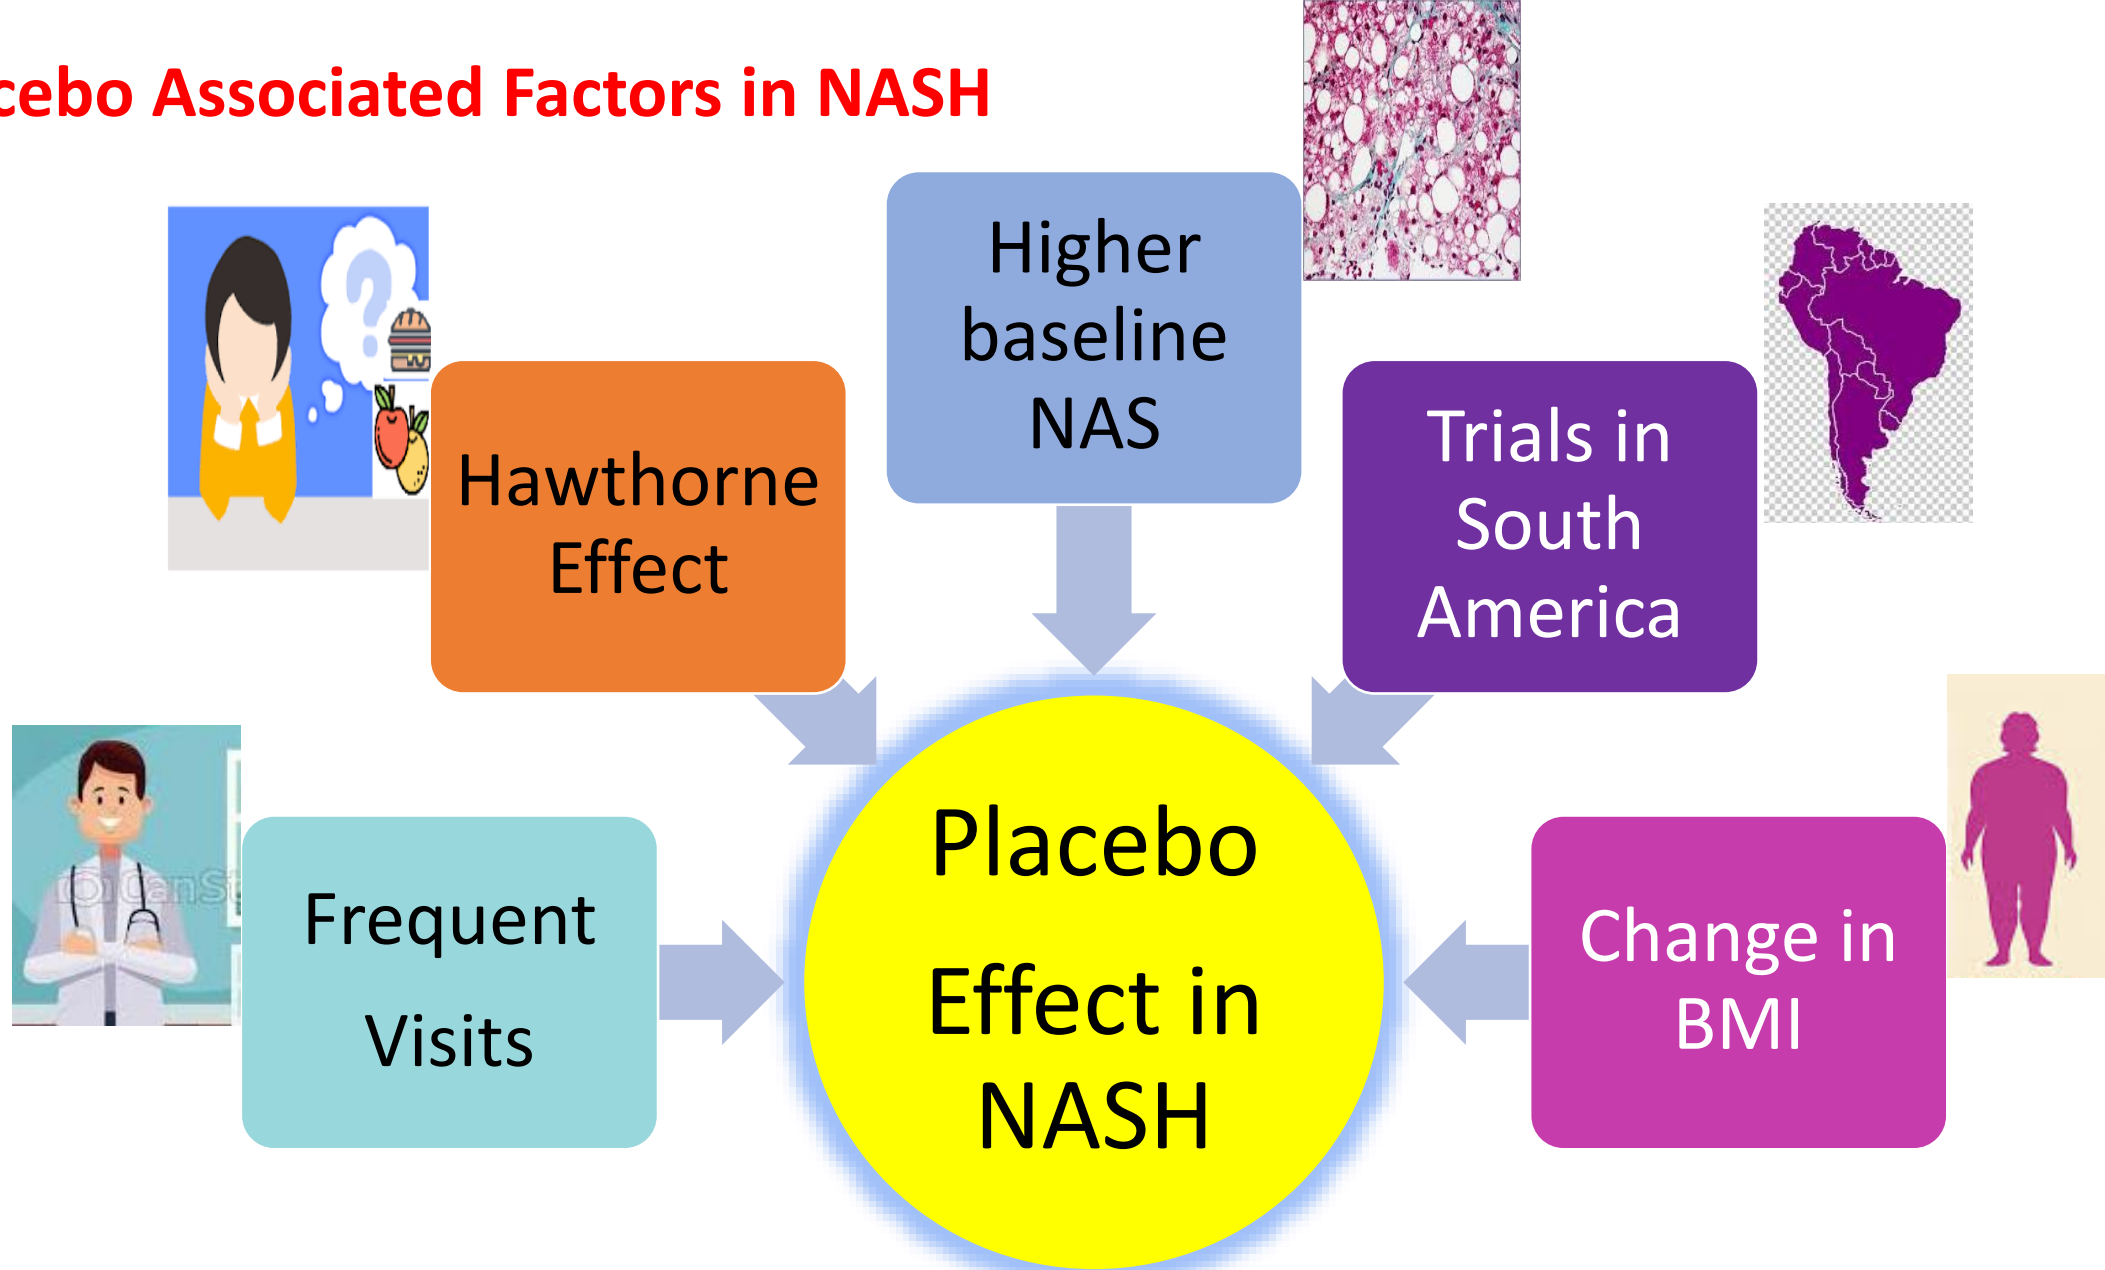 cebo Associated Factors in NASH
Higher
baseline
NAS
Hawthorne
Effect
Trials in
South
America
Frequent
Visits
Placebo
Effect in
NASH
Change in
BMI
CanSt